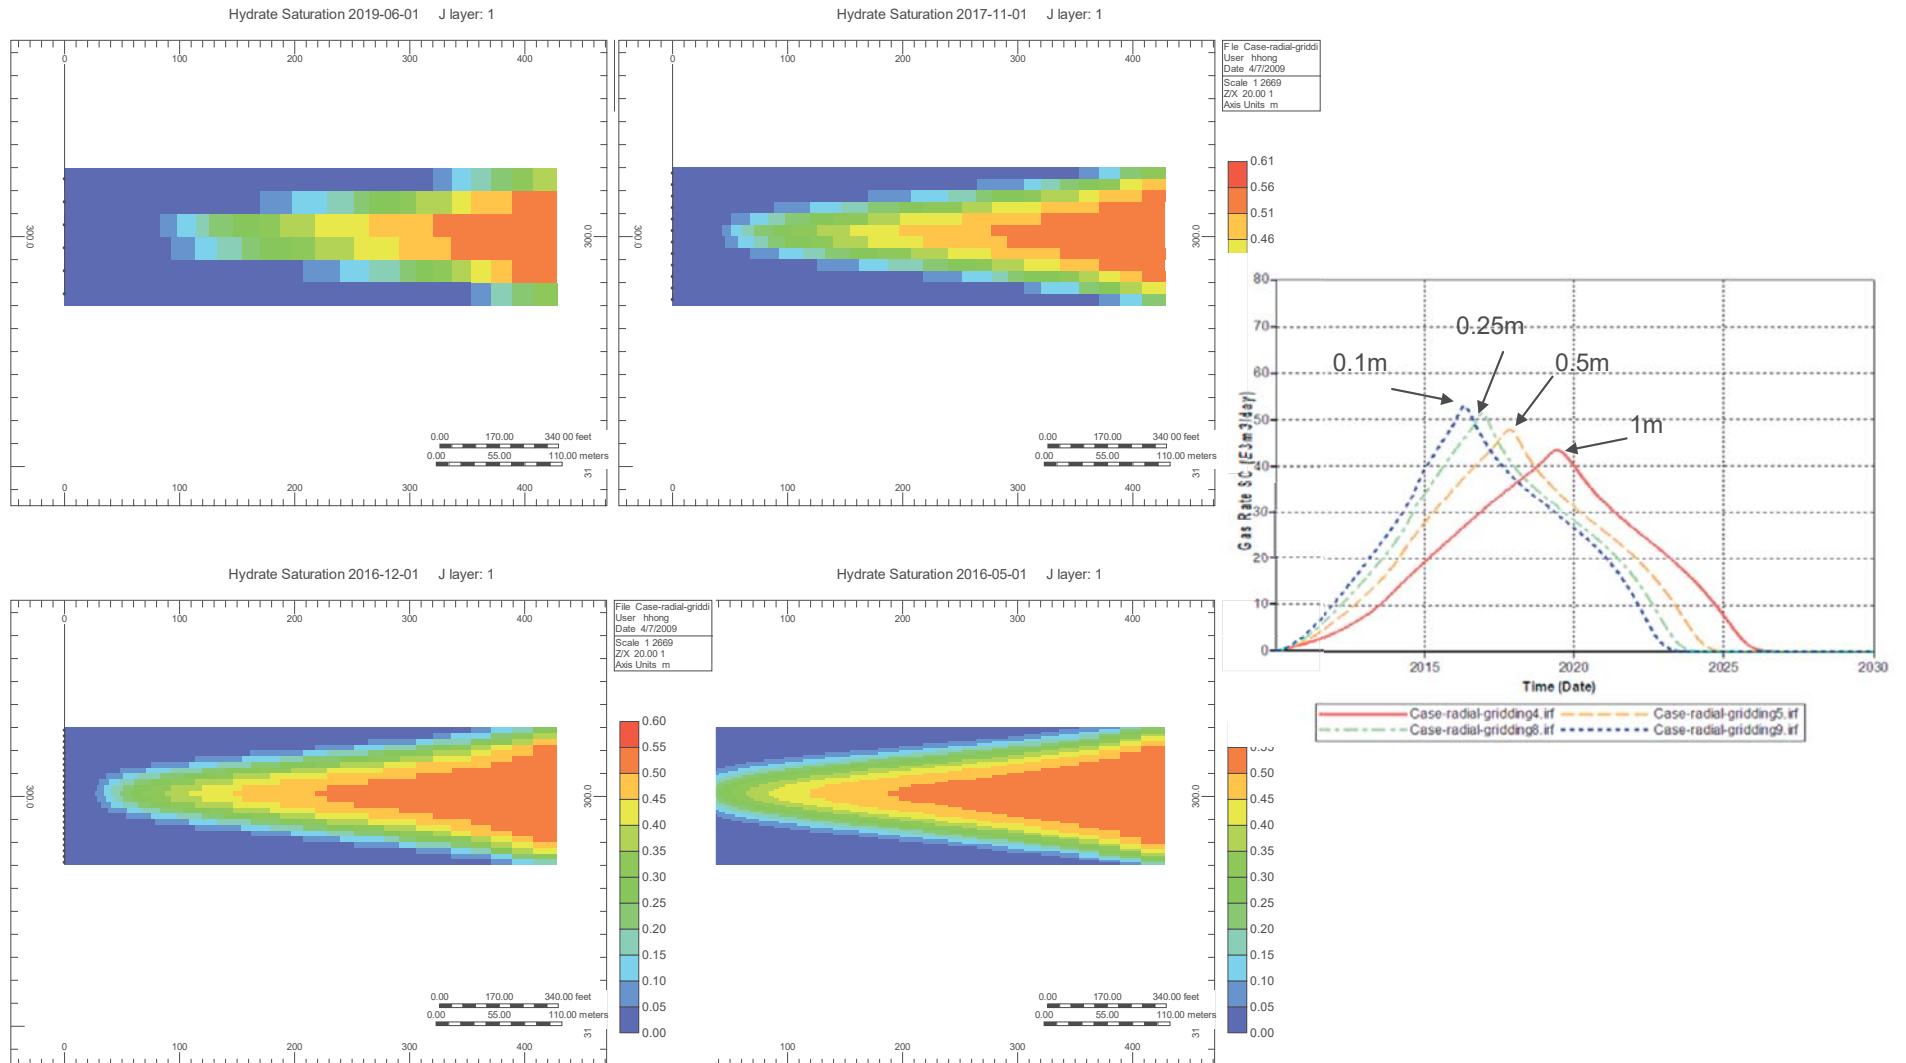 Hydrate Saturation 2019-06-01 J layer: 1
0 100 200 300 400
300.0 300.0
0.00 170.00 340 00 feet
0.00 55.00 110.00 meters
31
0 100 200 300 400
Hydrate Saturation 2017-11-01 J layer: 1
0 100 200 300 400
300.0 300.0
0.00 170.00 340.00 feet
0.00 55.00 110.00 meters
31
0 100 200 300 400
F le Case-radial-griddi
User hhong
Date 4/7/2009
Scale 1 2669
Z/X 20.00 1
Axis Units m
0.61
0.56
0.51
0.46
Hydrate Saturation 2016-12-01 J layer: 1
0 100 200 300 400
300.0 300.0
0.00 170.00 340.00 feet
0.00 55.00 110.00 meters
31
0 100 200 300 400
File Case-radial-griddi
User hhong
Date 4/7/2009
Scale 1 2669
Z/X 20.00 1
Axis Units m
0.60
0.55
0.50
0.45
0.40
0.35
0.30
0.25
0.20
0.15
0.10
0.05
0.00
Hydrate Saturation 2016-05-01 J layer: 1
100 200 300 400
300.0
0.00 170.00 340.00 feet
0.00 55.00 110.00 meters
31
100 200 300 400
0.50
0.45
0.40
0.35
0.30
0.25
0.20
0.15
0.10
0.05
0.00
Gas Rate SC (E3m3/day)
80
70
60
50
40
30
20
10
0
0.1m
0.25m
0.5m
1m
2015 2020 2025 2030
Time (Date)
Case-radial-gridding4.irf Case-radial-gridding5.irf
Case-radial-gridding8.irf Case-radial-gridding9.irf